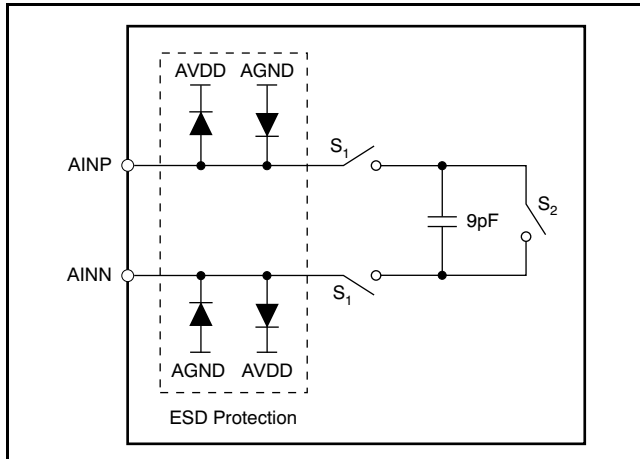 AVDD AGND
S1
AINP
S2
9pF
AINN
S1
AGND AVDD
ESD Protection